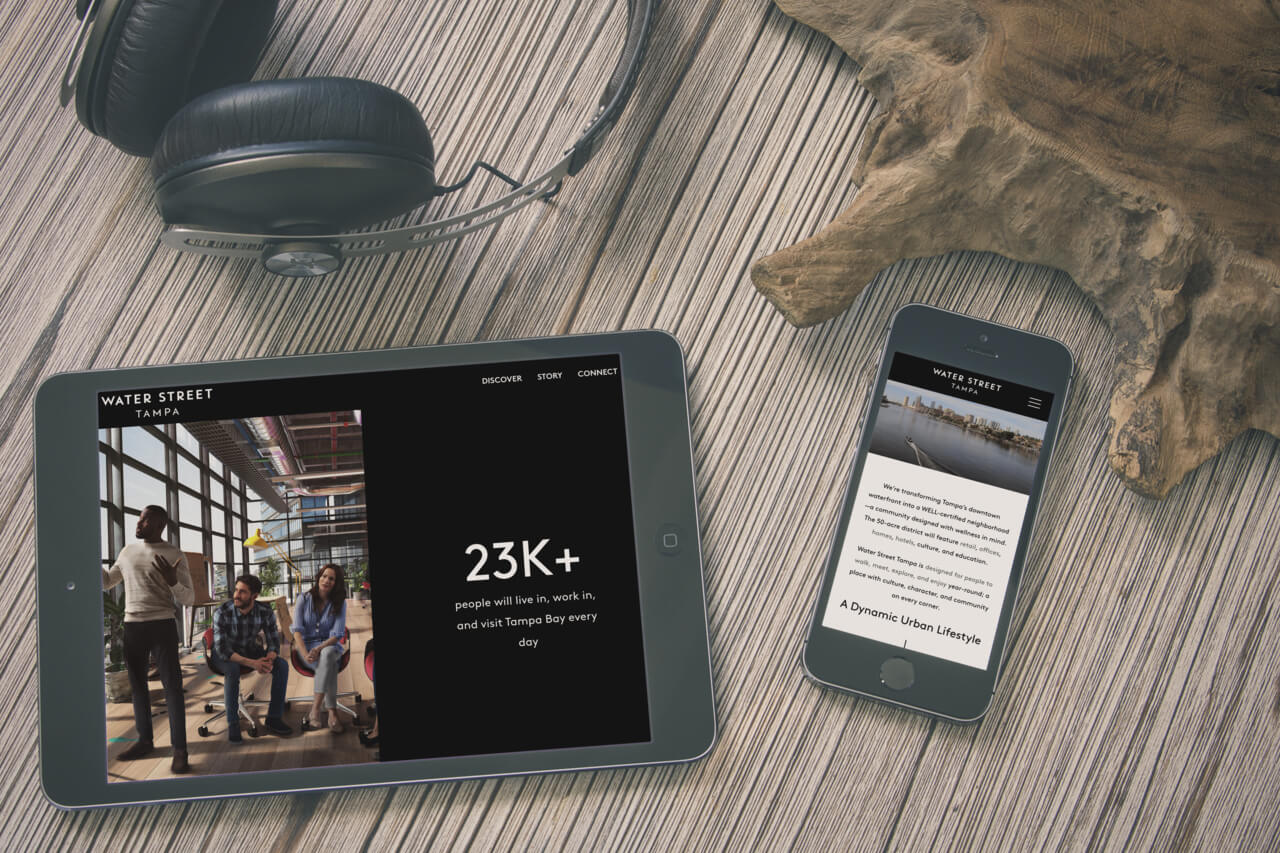 WATER STREET
TAMPA
DISCOVER STORY CONNECT
23K+
people will live in, work in,
and visit Tampa Bay every
day
WATER STREET
TAMPA
We're transforming Tampa's downtown
waterfront into a WELL-certified neighborhood
—a community designed with wellness in mind.
The 50-acre district will feature retail, offices,
homes, hotels, culture, and education.
Water Street Tampa is designed for people to
walk, meet, explore, and enjoy year-round; a
place with culture, character, and community
on every corner.
A Dynamic Urban Lifestyle